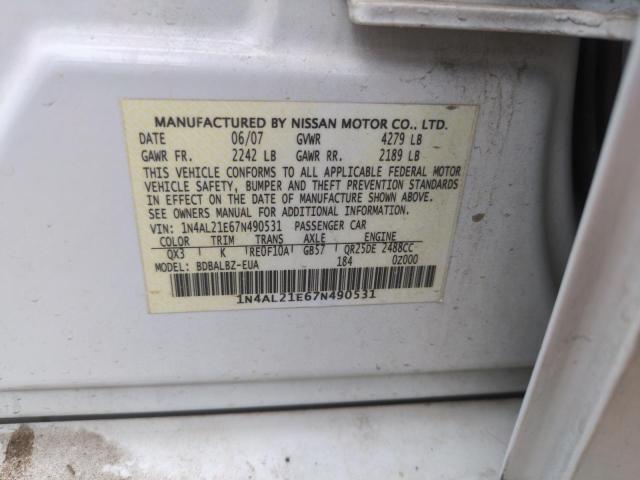 MANUFACTURED BY NISSAN MOTOR CO., LTD.
DATE 06/07 GVWR 4279 LB
GAWR FR. 2242 LB GAWR RR. 2189 LB
THIS VEHICLE CONFORMS TO ALL APPLICABLE FEDERAL MOTOR
VEHICLE SAFETY, BUMPER AND THEFT PREVENTION STANDARDS
IN EFFECT ON THE DATE OF MANUFACTURE SHOWN ABOVE.
SEE OWNERS MANUAL FOR ADDITIONAL INFORMATION.
VIN: 1N4AL21E67N490531 PASSENGER CAR
COLOR TRIM TRANS AXLE ENGINE
QX3 K RE0F10A GB57 QR25DE 2488CC
MODEL: BDBALBZ-EUA 184 0Z000
1N4AL21E67N490531